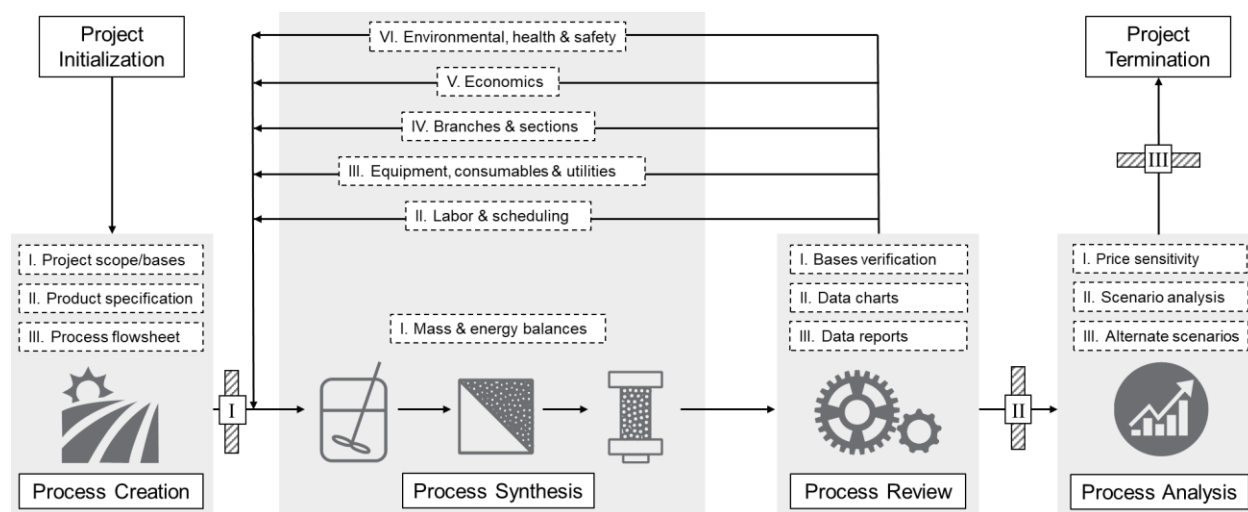 Project
Initialization
VI. Environmental, health & safety
V. Economics
IV. Branches & sections
III. Equipment, consumables & utilities
II. Labor & scheduling
Project
Termination
III
I. Project scope/bases
II. Product specification
III. Process flowsheet
I
Process Creation
I. Mass & energy balances
Process Synthesis
I. Bases verification
II. Data charts
III. Data reports
Process Review
II
I. Price sensitivity
II. Scenario analysis
III. Alternate scenarios
Process Analysis